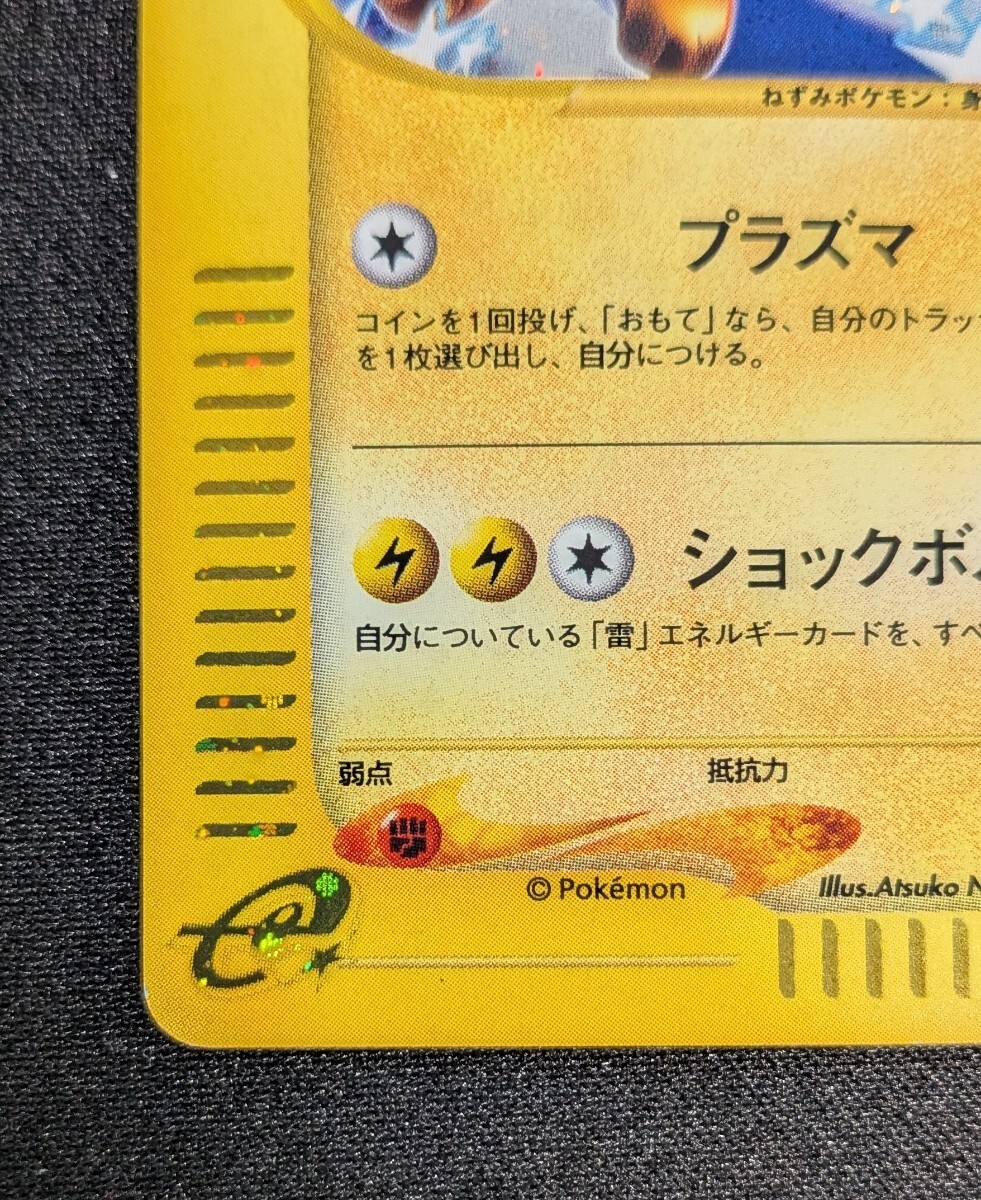 ねずみポケモン：身
プラズマ
コインを1回投げ、「おもて」なら、自分のトラッ
を1枚選び出し、自分につける。
ショックボ
自分についている「雷」エネルギーカードを、すべ
弱点 抵抗力
© Pokémon Illus.Atsuko
e